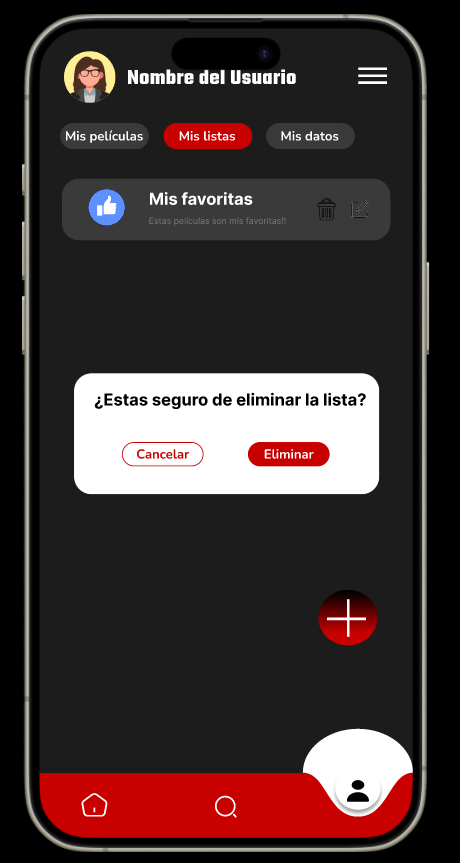 Nombre del Usuario
Mis películas Mis listas Mis datos
Mis favoritas
Estas películas son mis favoritas!!
¿Estas seguro de eliminar la lista?
Cancelar Eliminar